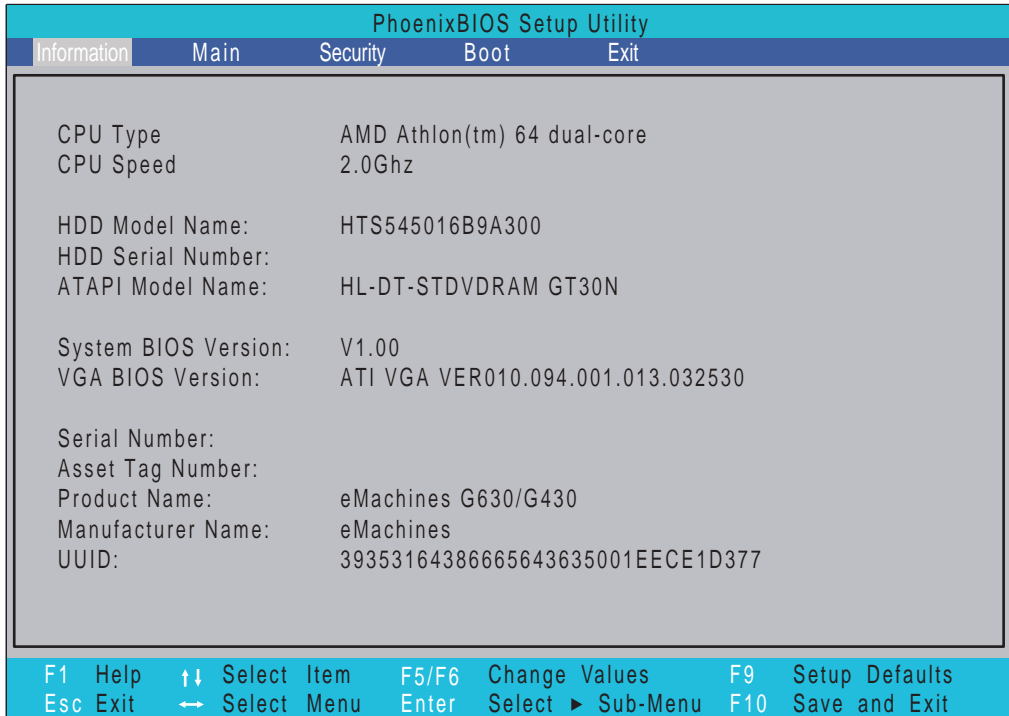 PhoenixBIOS Setup Utility
Information Main Security Boot Exit
CPU Type AMD Athlon(tm) 64 dual-core
CPU Speed 2.0Ghz
HDD Model Name: HTS545016B9A300
HDD Serial Number:
ATAPI Model Name: HL-DT-STDVDRAM GT30N
System BIOS Version: V1.00
VGA BIOS Version: ATI VGA VER010.094.001.013.032530
Serial Number:
Asset Tag Number:
Product Name: eMachines G630/G430
Manufacturer Name: eMachines
UUID: 39353164386665643635001EECE1D377
F1 Help ↑↓ Select Item F5/F6 Change Values F9 Setup Defaults
Esc Exit ↔ Select Menu Enter Select ► Sub-Menu F10 Save and Exit